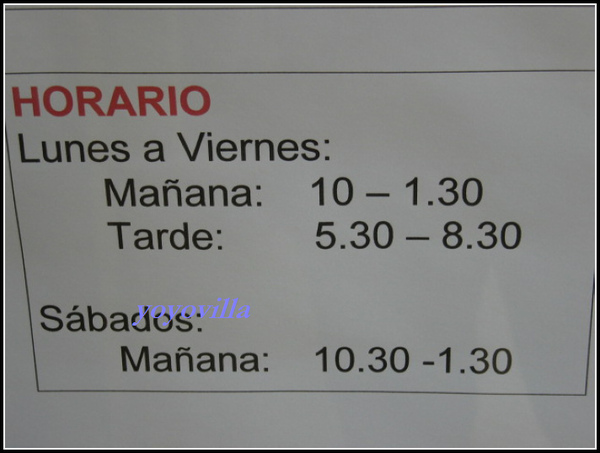 HORARIO
Lunes a Viernes:
Mañana: 10 – 1.30
Tarde: 5.30 – 8.30
Sábados:
yoyovilla
Mañana: 10.30 -1.30